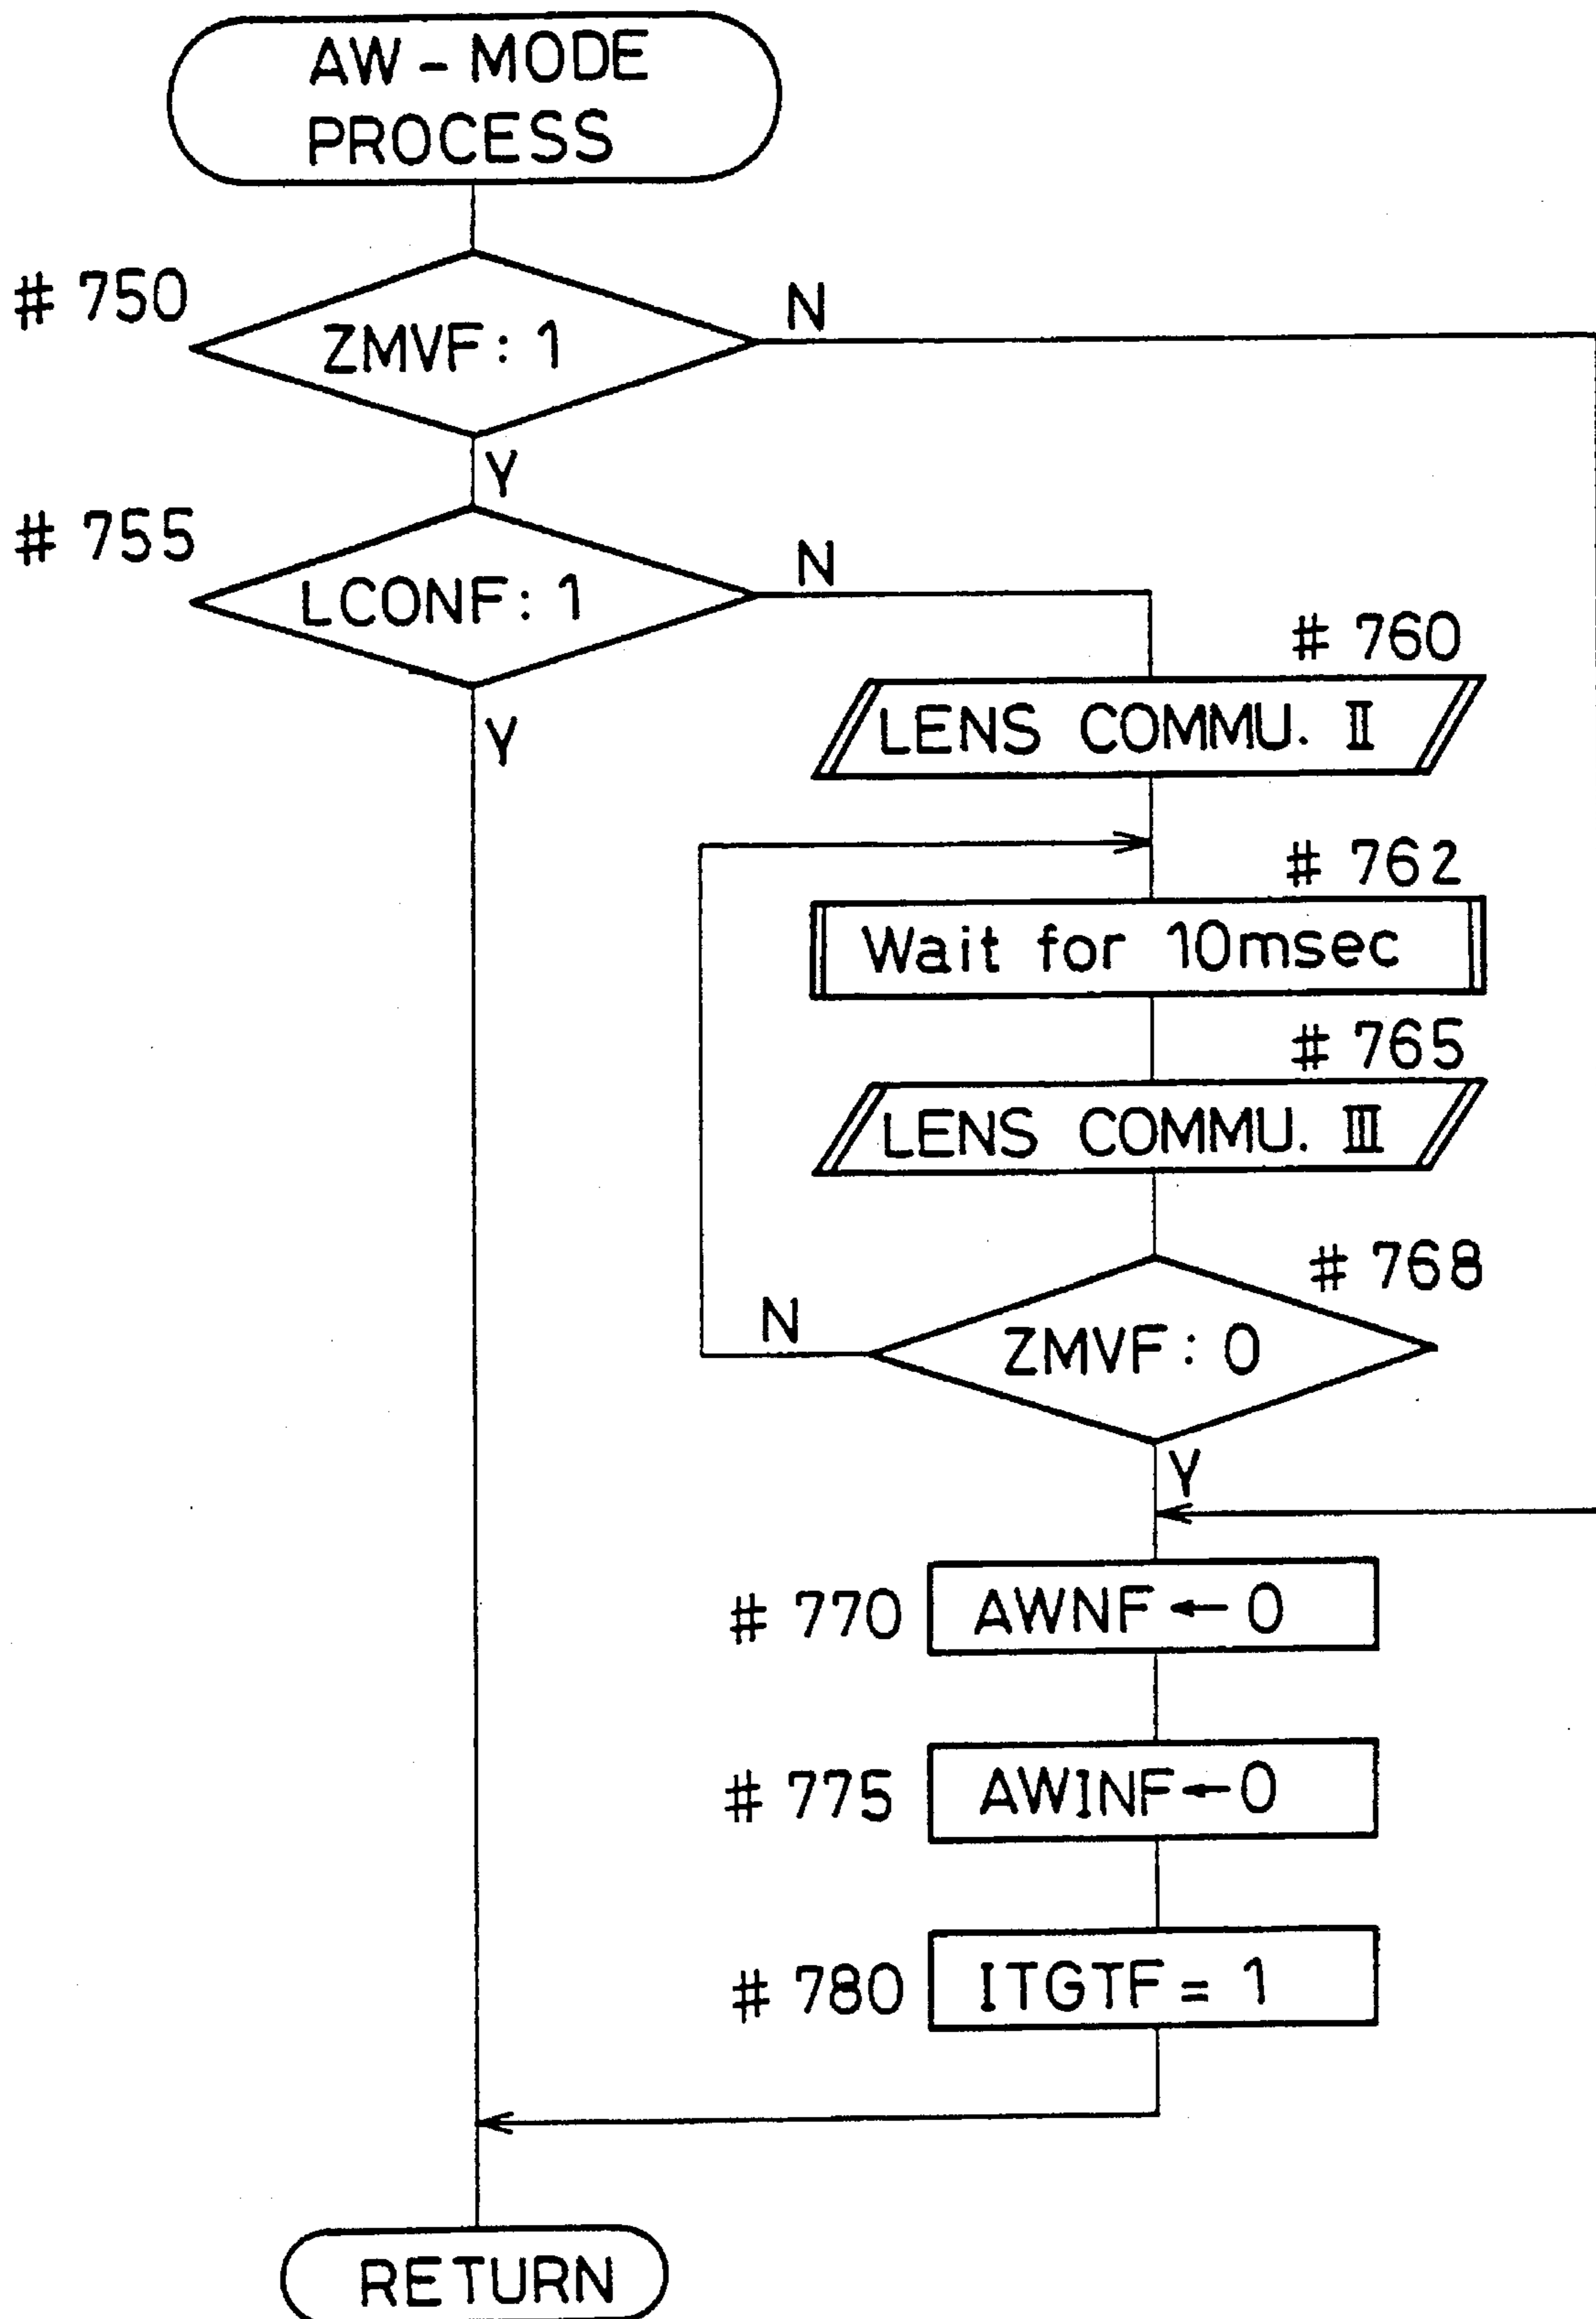 AW-MODE
PROCESS
# 750
ZMVF: 1
N
Y
# 755
LCONF: 1
N
Y
# 760
LENS COMMU. II
# 762
Wait for 10msec
# 765
LENS COMMU. III
# 768
ZMVF: 0
N
Y
# 770
AWNF ← 0
# 775
AWINF ← 0
# 780
ITGTF = 1
RETURN